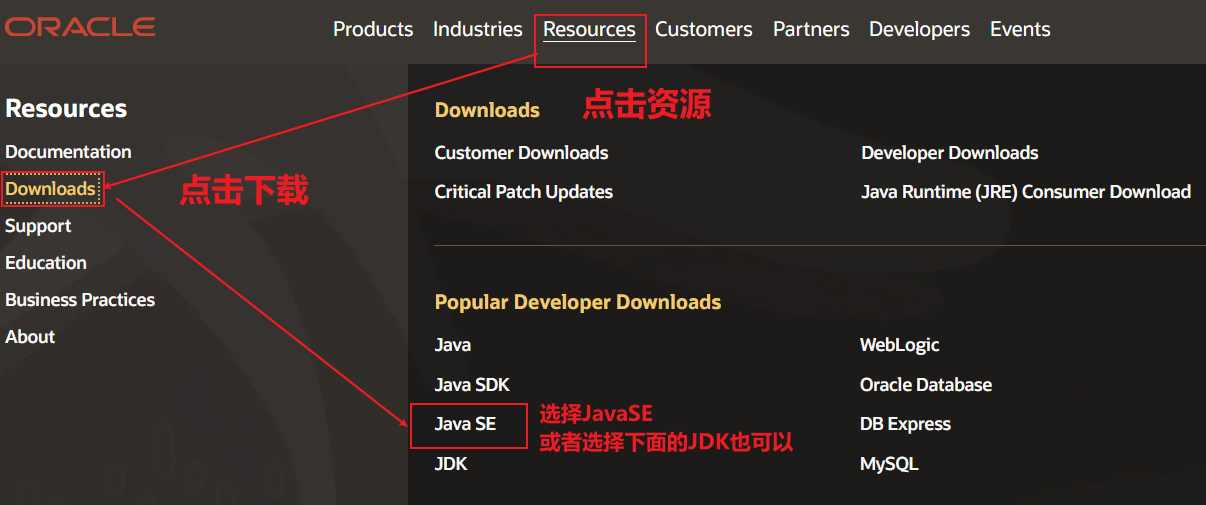 ORACLE
Products Industries Resources Customers Partners Developers Events
Resources
Documentation
Downloads
Support
Education
Business Practices
About
点击下载
Downloads
点击资源
Customer Downloads
Developer Downloads
Critical Patch Updates
Java Runtime (JRE) Consumer Download
Popular Developer Downloads
Java
WebLogic
Java SDK
Oracle Database
Java SE
选择JavaSE
或者选择下面的JDK也可以
DB Express
JDK
MySQL